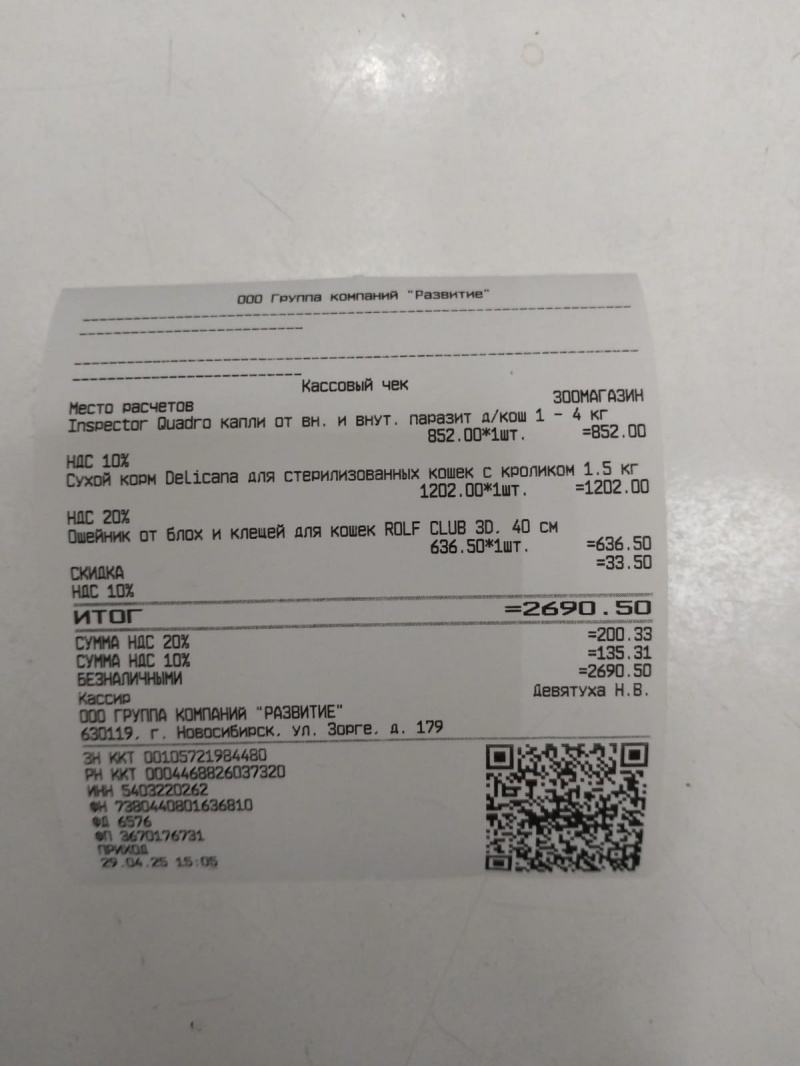 ООО Группа компаний "Развитие"
Кассовый чек
Место расчетов ЗООМАГАЗИН
Inspector Quadro капли от вн. и внут. паразит д/кош 1 - 4 кг
852.00*1шт. =852.00
НДС 10%
Сухой корм DeLicana для стерилизованных кошек с кроликом 1.5 кг
1202.00*1шт. =1202.00
НДС 20%
Ошейник от блох и клещей для кошек ROLF CLUB 3D, 40 см
636.50*1шт. =636.50
СКИДКА =33.50
НДС 10%
ИТОГ =2690.50
СУММА НДС 20% =200.33
СУММА НДС 10% =135.31
БЕЗНАЛИЧНЫМИ =2690.50
Кассир Девятуха Н.В.
ООО ГРУППА КОМПАНИЙ "РАЗВИТИЕ"
630119, г. Новосибирск, ул. Зорге, д. 179
ЗН ККТ 00105721984480
РН ККТ 0004468826037320
ИНН 5403220262
ФН 7380440801636810
ФД 6576
ФП 3670176731
ПРИХОД
29.04.25 15:05